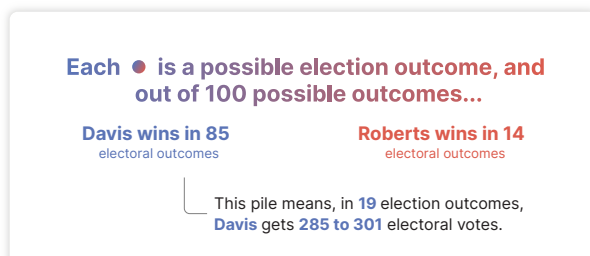 Each is a possible election outcome, and
out of 100 possible outcomes...
Davis wins in 85
electoral outcomes
Roberts wins in 14
electoral outcomes
This pile means, in 19 election outcomes,
Davis gets 285 to 301 electoral votes.